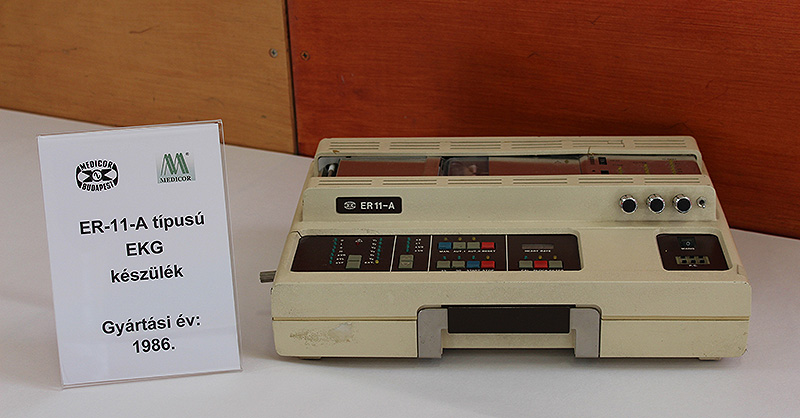 MEDICOR
BUDAPEST
MEDICOR
ER-11-A típusú
EKG
készülék
Gyártási év:
1986.
ER11-A